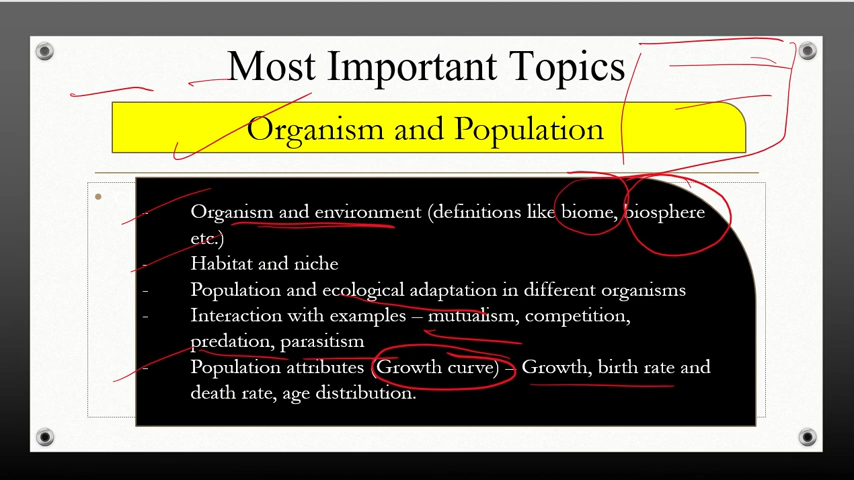 Most Important Topics
Organism and Population
- Organism and environment (definitions like biome, biosphere
etc.)
- Habitat and niche
- Population and ecological adaptation in different organisms
- Interaction with examples – mutualism, competition,
predation, parasitism
- Population attributes (Growth curve) – Growth, birth rate and
death rate, age distribution.